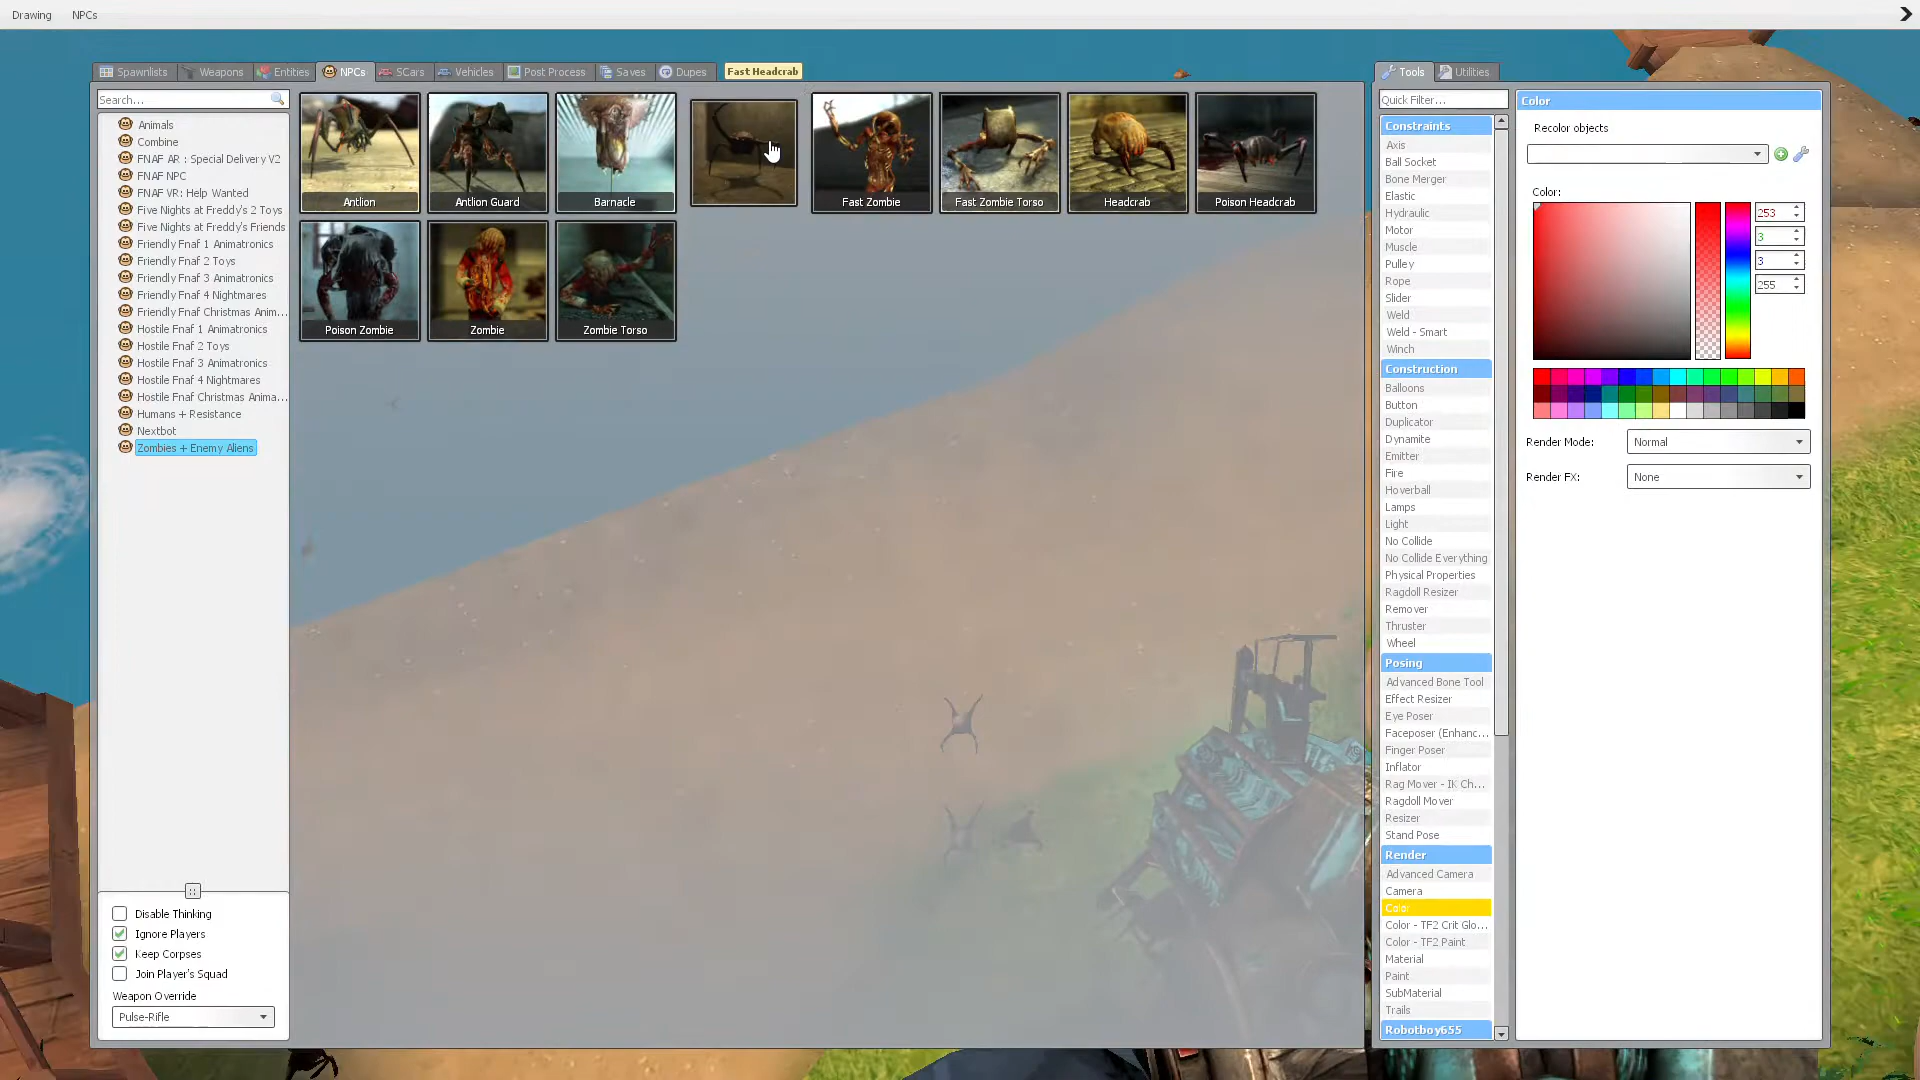 Drawing NPCs
Spawnlists Weapons Entities NPCs SCars Vehicles Post Process Saves Dupes Fast Headcrab
Search...
Animals
Combine
FNAF AR : Special Delivery V2
FNAF NPC
FNAF VR: Help Wanted
Five Nights at Freddy's 2 Toys
Five Nights at Freddy's Friends
Friendly Fnaf 1 Animatronics
Friendly Fnaf 2 Toys
Friendly Fnaf 3 Animatronics
Friendly Fnaf 4 Nightmares
Friendly Fnaf Christmas Anim...
Hostile Fnaf 1 Animatronics
Hostile Fnaf 2 Toys
Hostile Fnaf 3 Animatronics
Hostile Fnaf 4 Nightmares
Hostile Fnaf Christmas Anima...
Humans + Resistance
Nextbot
Zombies + Enemy Aliens
Disable Thinking
Ignore Players
Keep Corpses
Join Player's Squad
Weapon Override
Pulse-Rifle
Antlion Antlion Guard Barnacle Fast Zombie Fast Zombie Torso Headcrab Poison Headcrab
Poison Zombie Zombie Zombie Torso
Tools Utilities
Quick Filter...
Constraints
Axis
Ball Socket
Bone Merger
Elastic
Hydraulic
Motor
Muscle
Pulley
Rope
Slider
Weld
Weld - Smart
Winch
Construction
Balloons
Button
Duplicator
Dynamite
Emitter
Fire
Hoverball
Lamps
Light
No Collide
No Collide Everything
Physical Properties
Ragdoll Resizer
Remover
Thruster
Wheel
Posing
Advanced Bone Tool
Effect Resizer
Eye Poser
Faceposer (Enhanc...
Finger Poser
Inflator
Rag Mover - IK Ch...
Ragdoll Mover
Resizer
Stand Pose
Render
Advanced Camera
Camera
Color
Color - TF2 Crit Glo...
Color - TF2 Paint
Material
Paint
SubMaterial
Trails
Robotboy655
Color
Recolor objects
Color:
253
3
3
255
Render Mode: Normal
Render FX: None